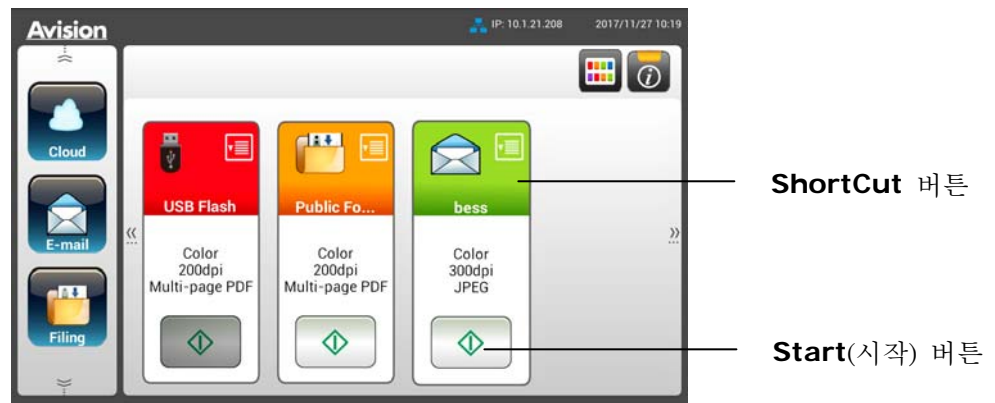 Avision
IP: 10.1.21.208 2017/11/27 10:19
Cloud
E-mail
Filing
USB Flash
Color
200dpi
Multi-page PDF
Public Fo...
Color
200dpi
Multi-page PDF
bess
Color
300dpi
JPEG
ShortCut 버튼
Start(시작) 버튼